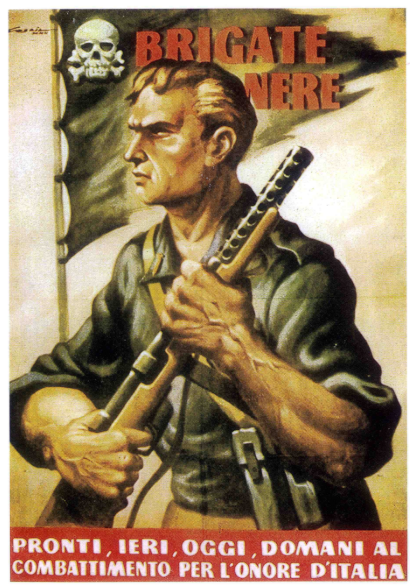 BRIGATE
NERE
PRONTI, IERI, OGGI, DOMANI AL
COMBATTIMENTO PER L'ONORE D'ITALIA